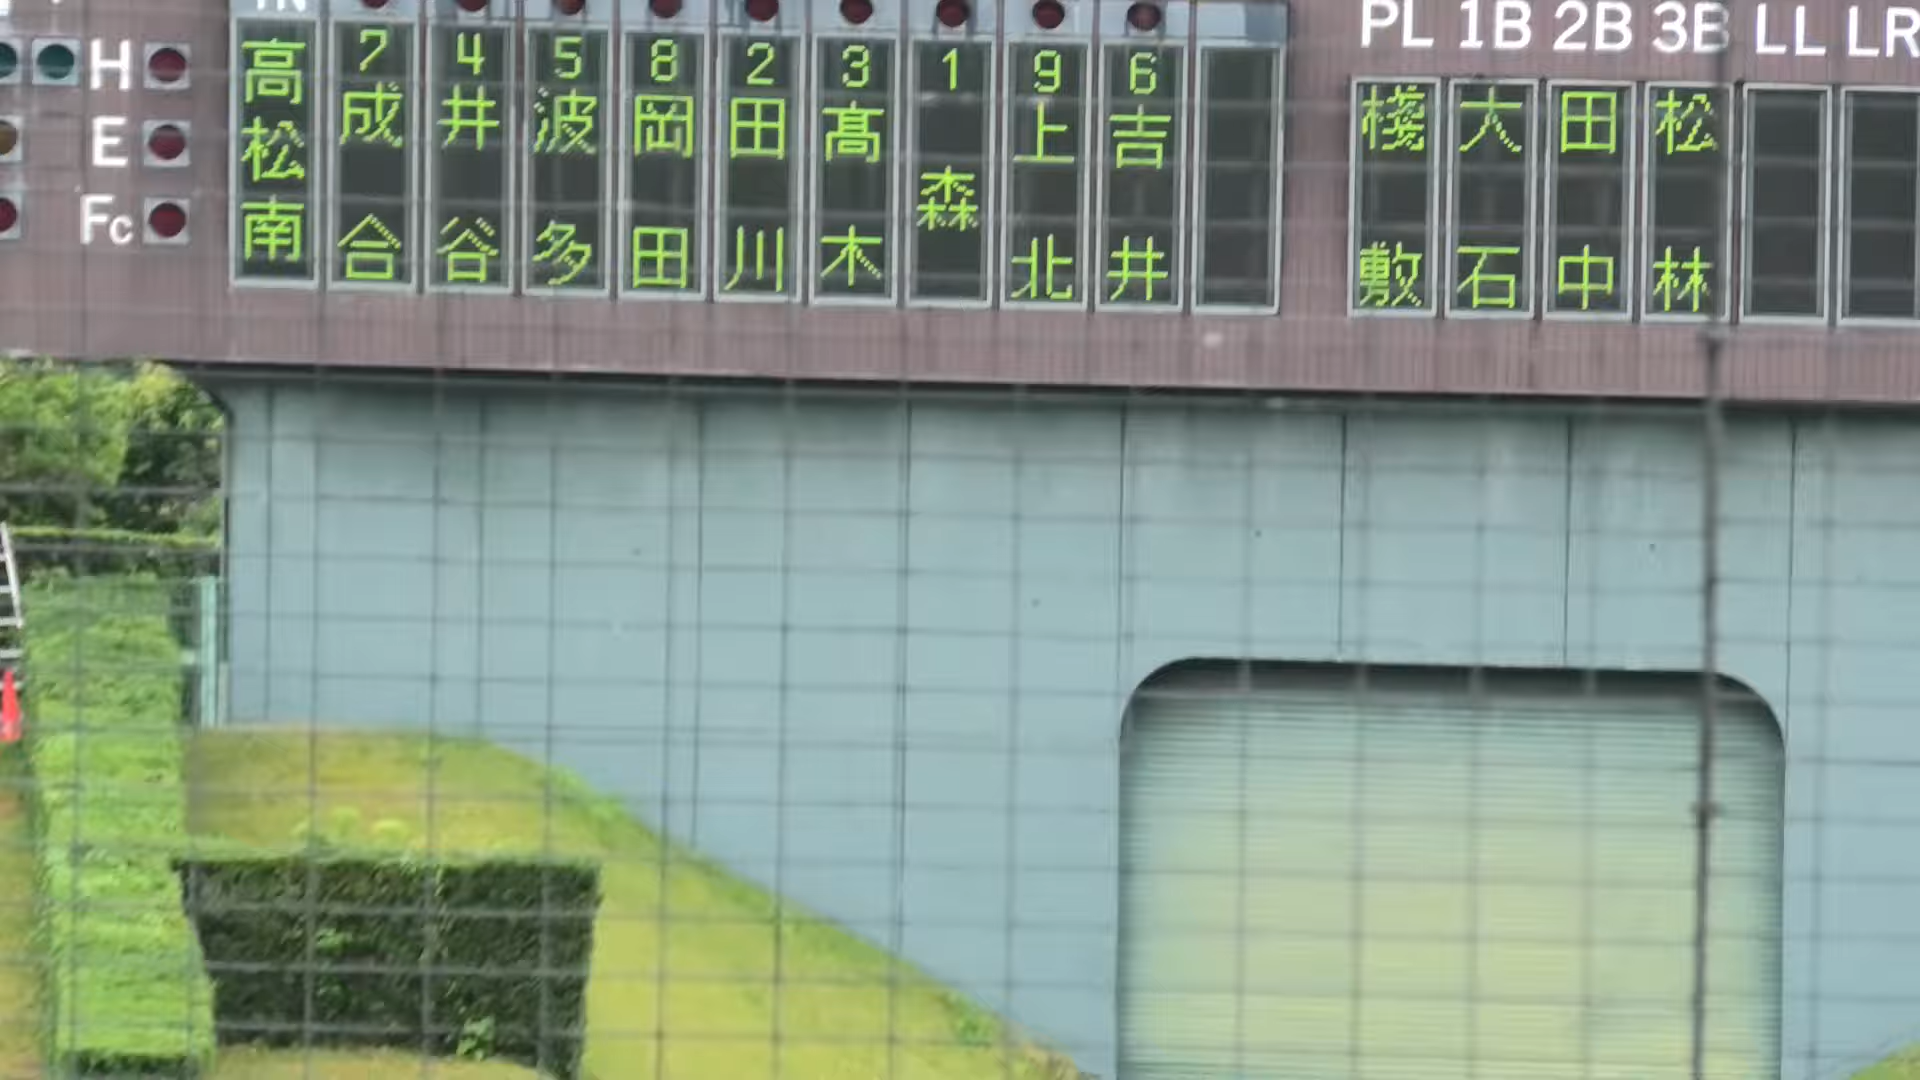 H
E
Fc
高松南
7 成合
4 井谷
5 波多
8 岡田
2 田川
3 髙木
1 森
9 上北
6 吉井
PL 1B 2B 3B LL LR
棧敷
大石
田中
松林